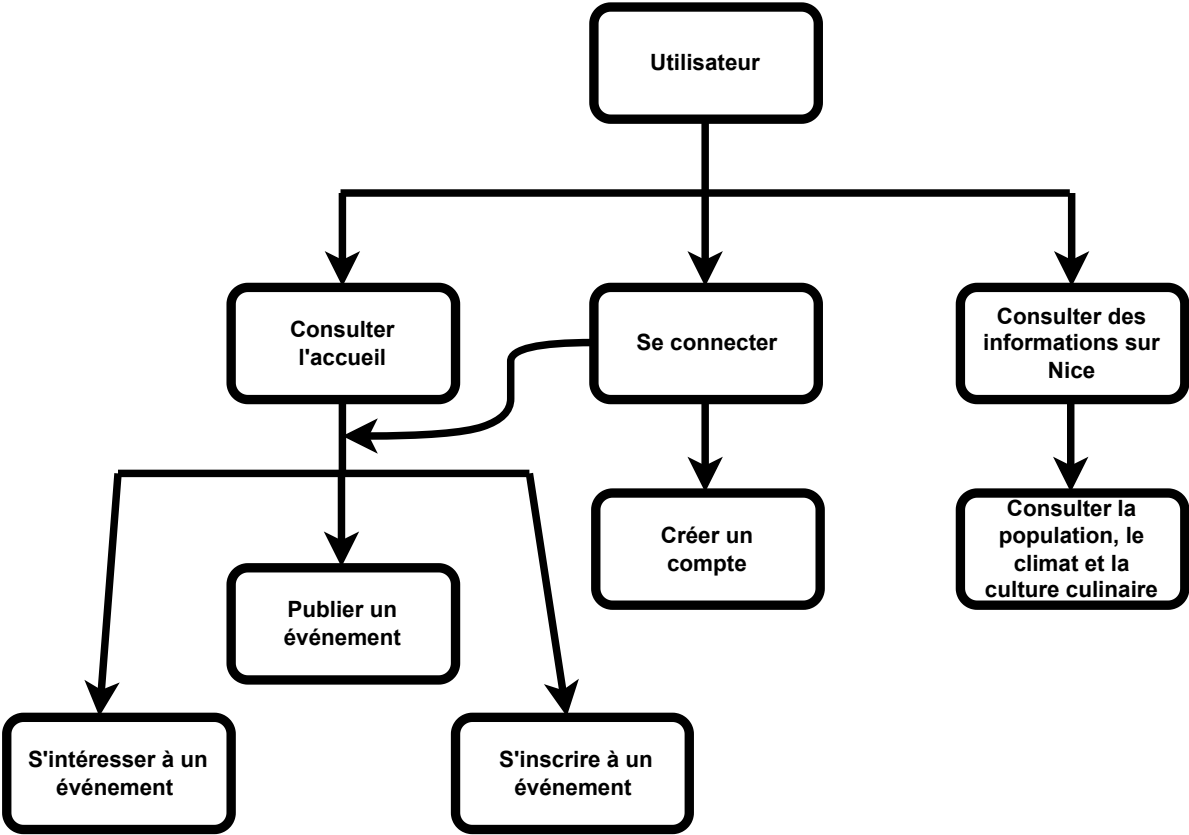 Utilisateur
Consulter
l'accueil
Se connecter
Consulter des
informations sur
Nice
Créer un
compte
Consulter la
population, le
climat et la
culture culinaire
Publier un
événement
S'intéresser à un
événement
S'inscrire à un
événement